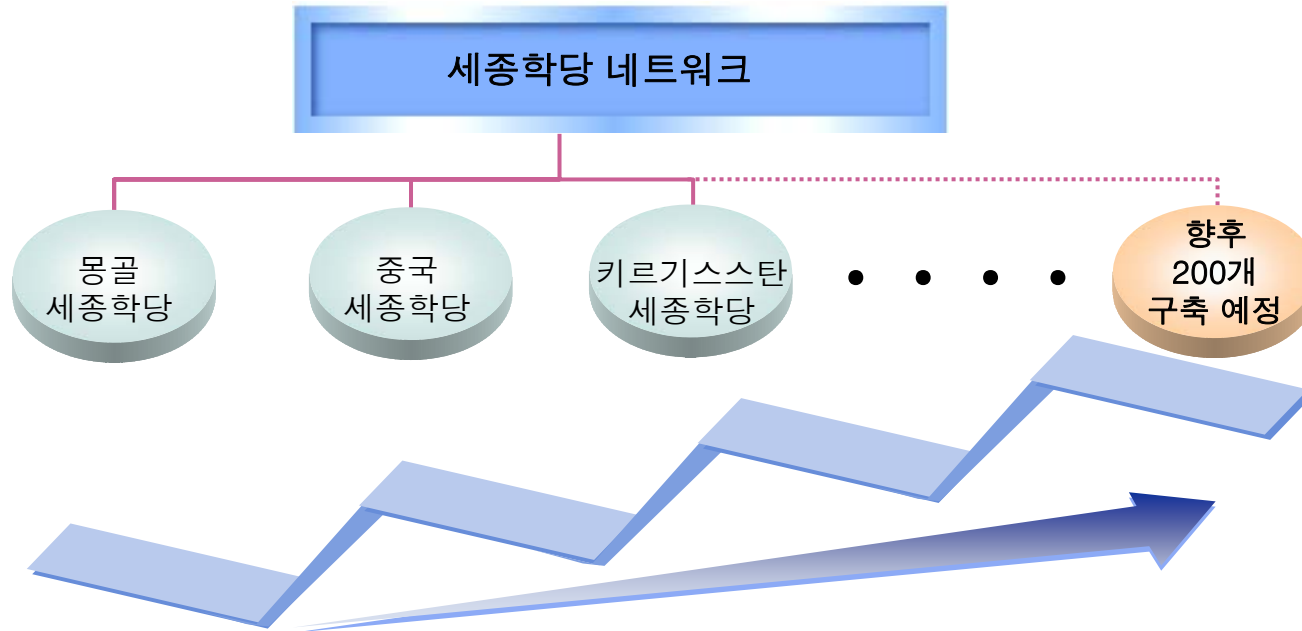 세종학당 네트워크
몽골
세종학당
중국
세종학당
키르기스스탄
세종학당
향후
200개
구축 예정